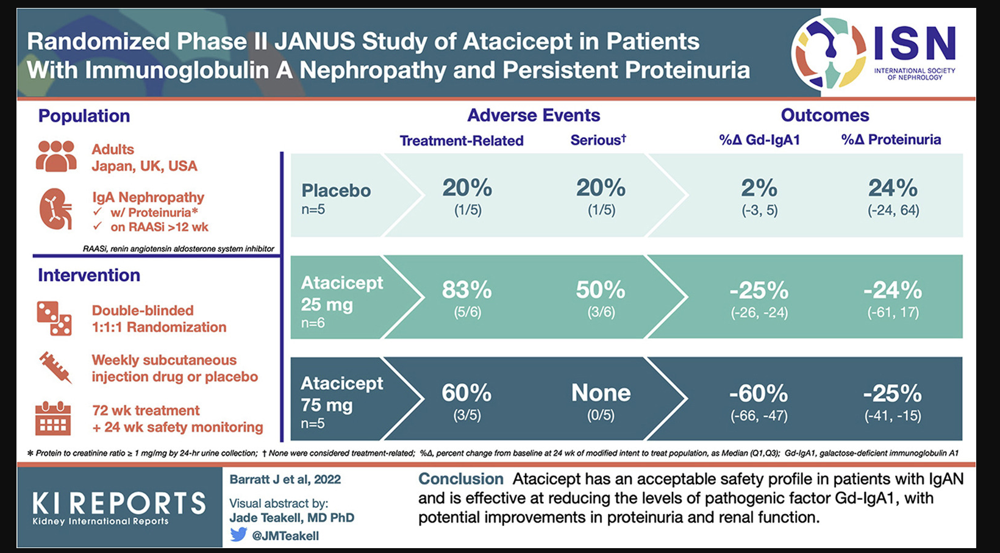 Randomized Phase II JANUS Study of Atacicept in Patients
With Immunoglobulin A Nephropathy and Persistent Proteinuria
ISN
INTERNATIONAL SOCIETY
OF NEPHROLOGY
Population
Adults
Japan, UK, USA
IgA Nephropathy
✓ w/ Proteinuria*
✓ on RAASi >12 wk
RAASi, renin angiotensin aldosterone system inhibitor
Intervention
Double-blinded
1:1:1 Randomization
Weekly subcutaneous
injection drug or placebo
72 wk treatment
+ 24 wk safety monitoring
Adverse Events
Outcomes
Treatment-Related
Serious†
%Δ Gd-IgA1
%Δ Proteinuria
Placebo
n=5
20%
(1/5)
20%
(1/5)
2%
(-3, 5)
24%
(-24, 64)
Atacicept
25 mg
n=6
83%
(5/6)
50%
(3/6)
-25%
(-26, -24)
-24%
(-61, 17)
Atacicept
75 mg
n=5
60%
(3/5)
None
(0/5)
-60%
(-66, -47)
-25%
(-41, -15)
* Protein to creatinine ratio ≥ 1 mg/mg by 24-hr urine collection; † None were considered treatment-related; %Δ, percent change from baseline at 24 wk of modified intent to treat population, as Median (Q1,Q3); Gd-IgA1, galactose-deficient immunoglobulin A1
KI REPORTS
Kidney International Reports
Barratt J et al, 2022
Visual abstract by:
Jade Teakell, MD PhD
@JMTeakell
Conclusion Atacicept has an acceptable safety profile in patients with IgAN
and is effective at reducing the levels of pathogenic factor Gd-IgA1, with
potential improvements in proteinuria and renal function.